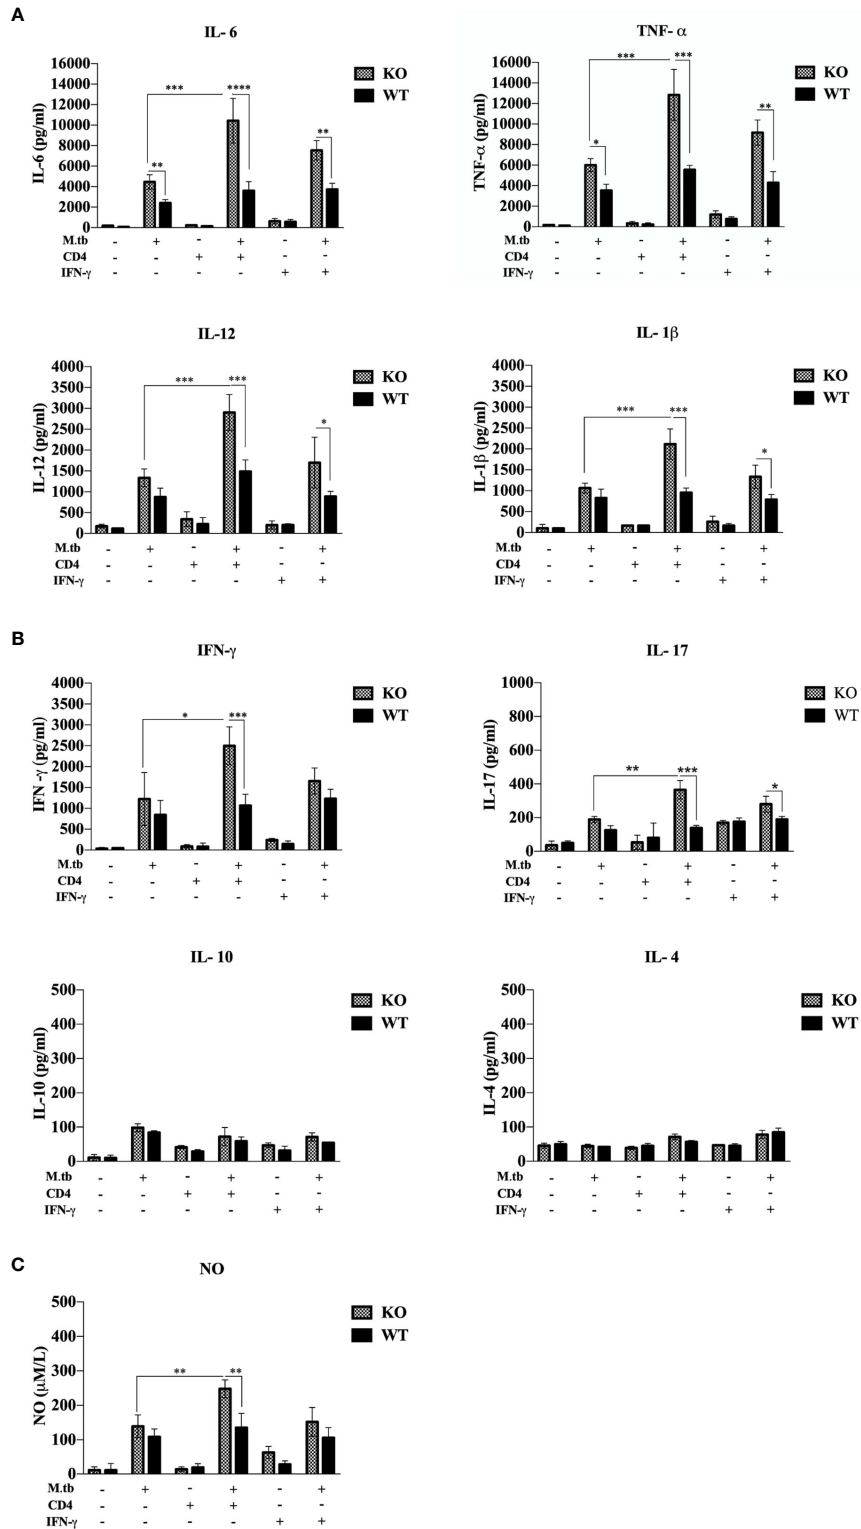 A
IL- 6
IL-6 (pg/ml)
16000
14000
12000
10000
8000
6000
4000
2000
0
KO
WT
**
***
****
**
M.tb - + - + - +
CD4 - - + + - -
IFN-γ - - - - + +
TNF- α
TNF-α (pg/ml)
16000
14000
12000
10000
8000
6000
4000
2000
0
KO
WT
*
***
***
**
M.tb - + - + - +
CD4 - - + + - -
IFN-γ - - - - + +
IL-12
IL-12 (pg/ml)
4000
3500
3000
2500
2000
1500
1000
500
0
KO
WT
***
***
*
M.tb - + - + - +
CD4 - - + + - -
IFN-γ - - - - + +
IL- 1β
IL-1β (pg/ml)
4000
3500
3000
2500
2000
1500
1000
500
0
KO
WT
***
***
*
M.tb - + - + - +
CD4 - - + + - -
IFN-γ - - - - + +
B
IFN-γ
IFN -γ (pg/ml)
4000
3500
3000
2500
2000
1500
1000
500
0
KO
WT
*
***
M.tb - + - + - +
CD4 - - + + - -
IFN-γ - - - - + +
IL- 17
IL-17 (pg/ml)
1000
800
600
400
200
0
KO
WT
**
***
*
M.tb - + - + - +
CD4 - - + + - -
IFN-γ - - - - + +
IL- 10
IL-10 (pg/ml)
500
400
300
200
100
0
KO
WT
M.tb - + - + - +
CD4 - - + + - -
IFN-γ - - - - + +
IL- 4
IL-4 (pg/ml)
500
400
300
200
100
0
KO
WT
M.tb - + - + - +
CD4 - - + + - -
IFN-γ - - - - + +
C
NO
NO (μM/L)
500
400
300
200
100
0
KO
WT
**
**
M.tb - + - + - +
CD4 - - + + - -
IFN-γ - - - - + +